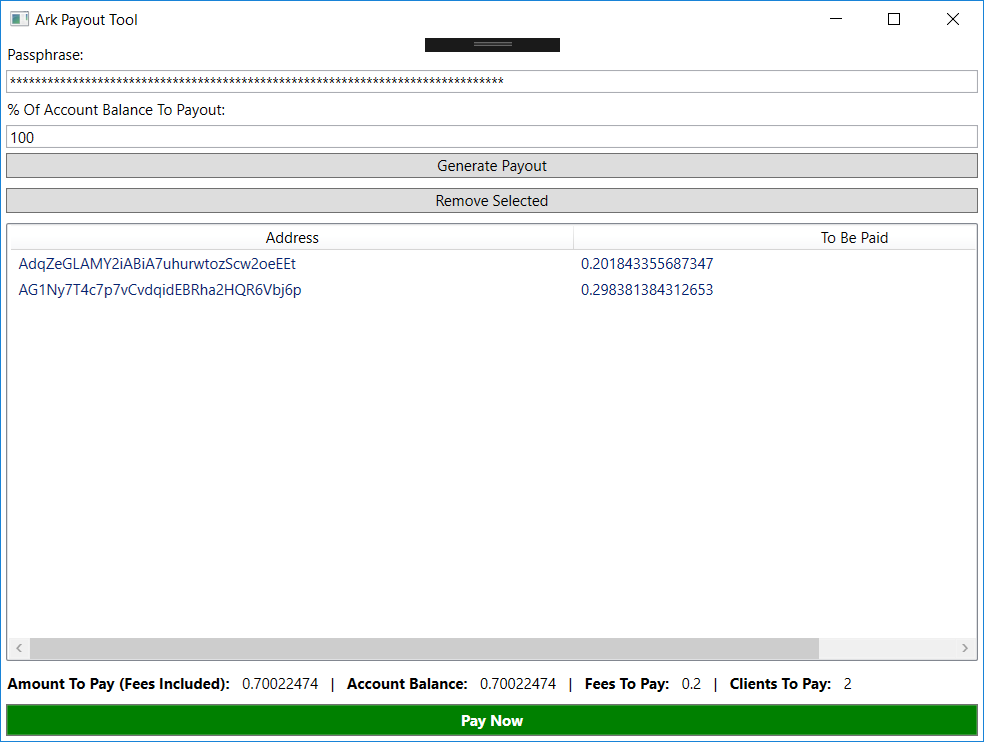 Ark Payout Tool
Passphrase:
*******************************************************************************
% Of Account Balance To Payout:
100
Generate Payout
Remove Selected
Address To Be Paid
AdqZeGLAMY2iABiA7uhurwtozScw2oeEEt 0.201843355687347
AG1Ny7T4c7p7vCvdqidEBRha2HQR6Vbj6p 0.298381384312653
Amount To Pay (Fees Included): 0.70022474 | Account Balance: 0.70022474 | Fees To Pay: 0.2 | Clients To Pay: 2
Pay Now